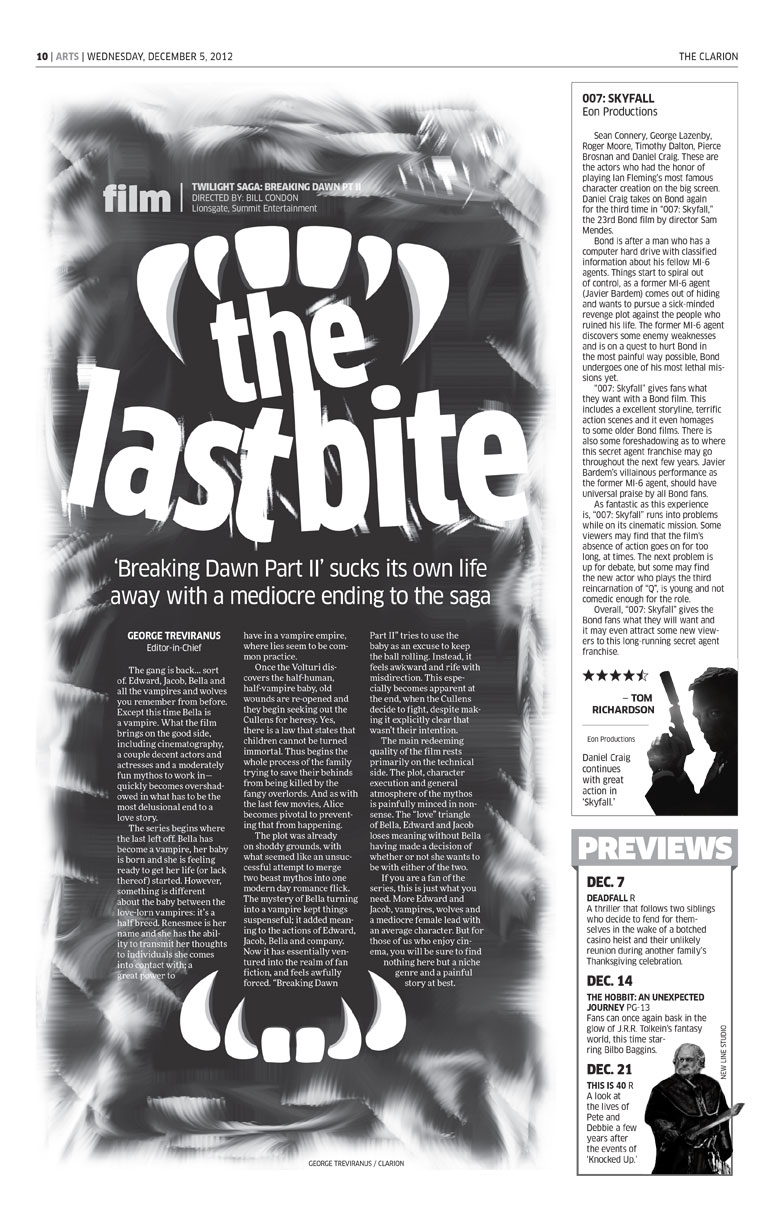 10 | ARTS | WEDNESDAY, DECEMBER 5, 2012
THE CLARION
film
TWILIGHT SAGA: BREAKING DAWN PT II
DIRECTED BY: BILL CONDON
Lionsgate, Summit Entertainment
the
last bite
‘Breaking Dawn Part II’ sucks its own life
away with a mediocre ending to the saga
GEORGE TREVIRANUS
Editor-in-Chief
The gang is back... sort
of. Edward, Jacob, Bella and
all the vampires and wolves
you remember from before.
Except this time Bella is
a vampire. What the film
brings on the good side,
including cinematography,
a couple decent actors and
actresses and a moderately
fun mythos to work in—
quickly becomes overshad-
owed in what has to be the
most delusional end to a
love story.
The series begins where
the last left off. Bella has
become a vampire, her baby
is born and she is feeling
ready to get her life (or lack
thereof) started. However,
something is different
about the baby between the
love-lorn vampires: it's a
half breed. Renesmee is her
name and she has the abil-
ity to transmit her thoughts
to individuals she comes
into contact with; a
great power to
have in a vampire empire,
where lies seem to be com-
mon practice.
Once the Volturi dis-
covers the half-human,
half-vampire baby, old
wounds are re-opened and
they begin seeking out the
Cullens for heresy. Yes,
there is a law that states that
children cannot be turned
immortal. Thus begins the
whole process of the family
trying to save their behinds
from being killed by the
fangy overlords. And as with
the last few movies, Alice
becomes pivotal to prevent-
ing that from happening.
The plot was already
on shoddy grounds, with
what seemed like an unsuc-
cessful attempt to merge
two beast mythos into one
modern day romance flick.
The mystery of Bella turning
into a vampire kept things
suspenseful; it added mean-
ing to the actions of Edward,
Jacob, Bella and company.
Now it has essentially ven-
tured into the realm of fan
fiction, and feels awfully
forced. “Breaking Dawn
Part II” tries to use the
baby as an excuse to keep
the ball rolling. Instead, it
feels awkward and rife with
misdirection. This espe-
cially becomes apparent at
the end, when the Cullens
decide to fight, despite mak-
ing it explicitly clear that
wasn't their intention.
The main redeeming
quality of the film rests
primarily on the technical
side. The plot, character
execution and general
atmosphere of the mythos
is painfully minced in non-
sense. The “love” triangle
of Bella, Edward and Jacob
loses meaning without Bella
having made a decision of
whether or not she wants to
be with either of the two.
If you are a fan of the
series, this is just what you
need. More Edward and
Jacob, vampires, wolves and
a mediocre female lead with
an average character. But for
those of us who enjoy cin-
ema, you will be sure to find
nothing here but a niche
genre and a painful
story at best.
GEORGE TREVIRANUS / CLARION
007: SKYFALL
Eon Productions
Sean Connery, George Lazenby,
Roger Moore, Timothy Dalton, Pierce
Brosnan and Daniel Craig. These are
the actors who had the honor of
playing Ian Fleming's most famous
character creation on the big screen.
Daniel Craig takes on Bond again
for the third time in “007: Skyfall,”
the 23rd Bond film by director Sam
Mendes.
Bond is after a man who has a
computer hard drive with classified
information about his fellow MI-6
agents. Things start to spiral out
of control, as a former MI-6 agent
(Javier Bardem) comes out of hiding
and wants to pursue a sick-minded
revenge plot against the people who
ruined his life. The former MI-6 agent
discovers some enemy weaknesses
and is on a quest to hurt Bond in
the most painful way possible, Bond
undergoes one of his most lethal mis-
sions yet.
“007: Skyfall” gives fans what
they want with a Bond film. This
includes a excellent storyline, terrific
action scenes and it even homages
to some older Bond films. There is
also some foreshadowing as to where
this secret agent franchise may go
throughout the next few years. Javier
Bardem's villainous performance as
the former MI-6 agent, should have
universal praise by all Bond fans.
As fantastic as this experience
is, “007: Skyfall” runs into problems
while on its cinematic mission. Some
viewers may find that the film's
absence of action goes on for too
long, at times. The next problem is
up for debate, but some may find
the new actor who plays the third
reincarnation of “Q”, is young and not
comedic enough for the role.
Overall, “007: Skyfall” gives the
Bond fans what they will want and
it may even attract some new view-
ers to this long-running secret agent
franchise.
– TOM
RICHARDSON
Eon Productions
Daniel Craig
continues
with great
action in
‘Skyfall.’
PREVIEWS
DEC. 7
DEADFALL R
A thriller that follows two siblings
who decide to fend for them-
selves in the wake of a botched
casino heist and their unlikely
reunion during another family's
Thanksgiving celebration.
DEC. 14
THE HOBBIT: AN UNEXPECTED
JOURNEY PG-13
Fans can once again bask in the
glow of J.R.R. Tolkein's fantasy
world, this time star-
ring Bilbo Baggins.
NEW LINE STUDIO
DEC. 21
THIS IS 40 R
A look at
the lives of
Pete and
Debbie a few
years after
the events of
‘Knocked Up.’